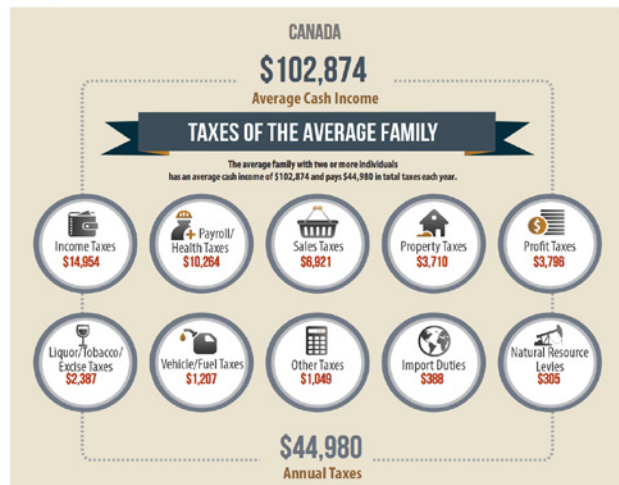 CANADA
$102,874
Average Cash Income
TAXES OF THE AVERAGE FAMILY
The average family with two or more individuals
has an average cash income of $102,874 and pays $44,980 in total taxes each year.
Income Taxes
$14,954
Payroll/
Health Taxes
$10,264
Sales Taxes
$6,921
Property Taxes
$3,710
Profit Taxes
$3,796
Liquor/Tobacco/
Excise Taxes
$2,387
Vehicle/Fuel Taxes
$1,207
Other Taxes
$1,049
Import Duties
$388
Natural Resource
Levies
$305
$44,980
Annual Taxes